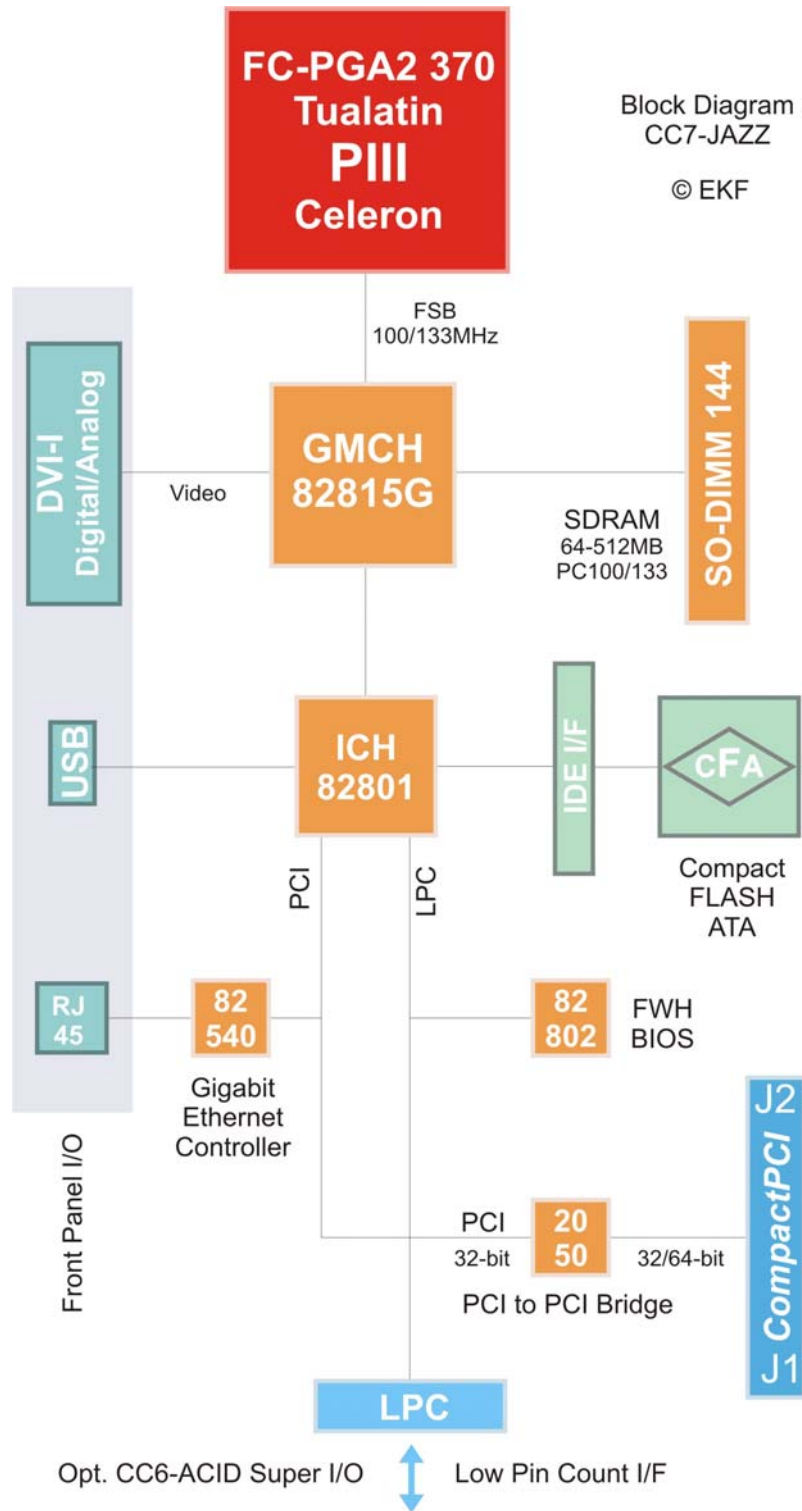 FC-PGA2 370
Tualatin
PIII
Celeron
Block Diagram
CC7-JAZZ
© EKF
FSB
100/133MHz
DVI-I
Digital/Analog
Video
GMCH
82815G
SDRAM
64-512MB
PC100/133
SO-DIMM 144
USB
ICH
82801
IDE I/F
CFA
Compact
FLASH
ATA
PCI
LPC
RJ
45
82
540
Gigabit
Ethernet
Controller
82
802
FWH
BIOS
Front Panel I/O
PCI
32-bit
20
50
32/64-bit
PCI to PCI Bridge
J2
CompactPCI
J1
LPC
Opt. CC6-ACID Super I/O
Low Pin Count I/F